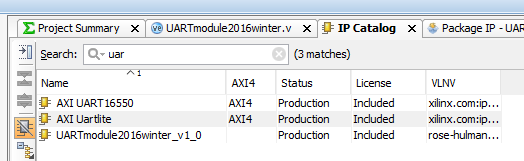 Project Summary UARTmodule2016winter.v IP Catalog Package IP - UAR
Search: uar (3 matches)
Name 1 AXI4 Status License VLNV
AXI UART16550 AXI4 Production Included xilinx.com:ip...
AXI Uartlite AXI4 Production Included xilinx.com:ip...
UARTmodule2016winter_v1_0 Production Included rose-hulman...